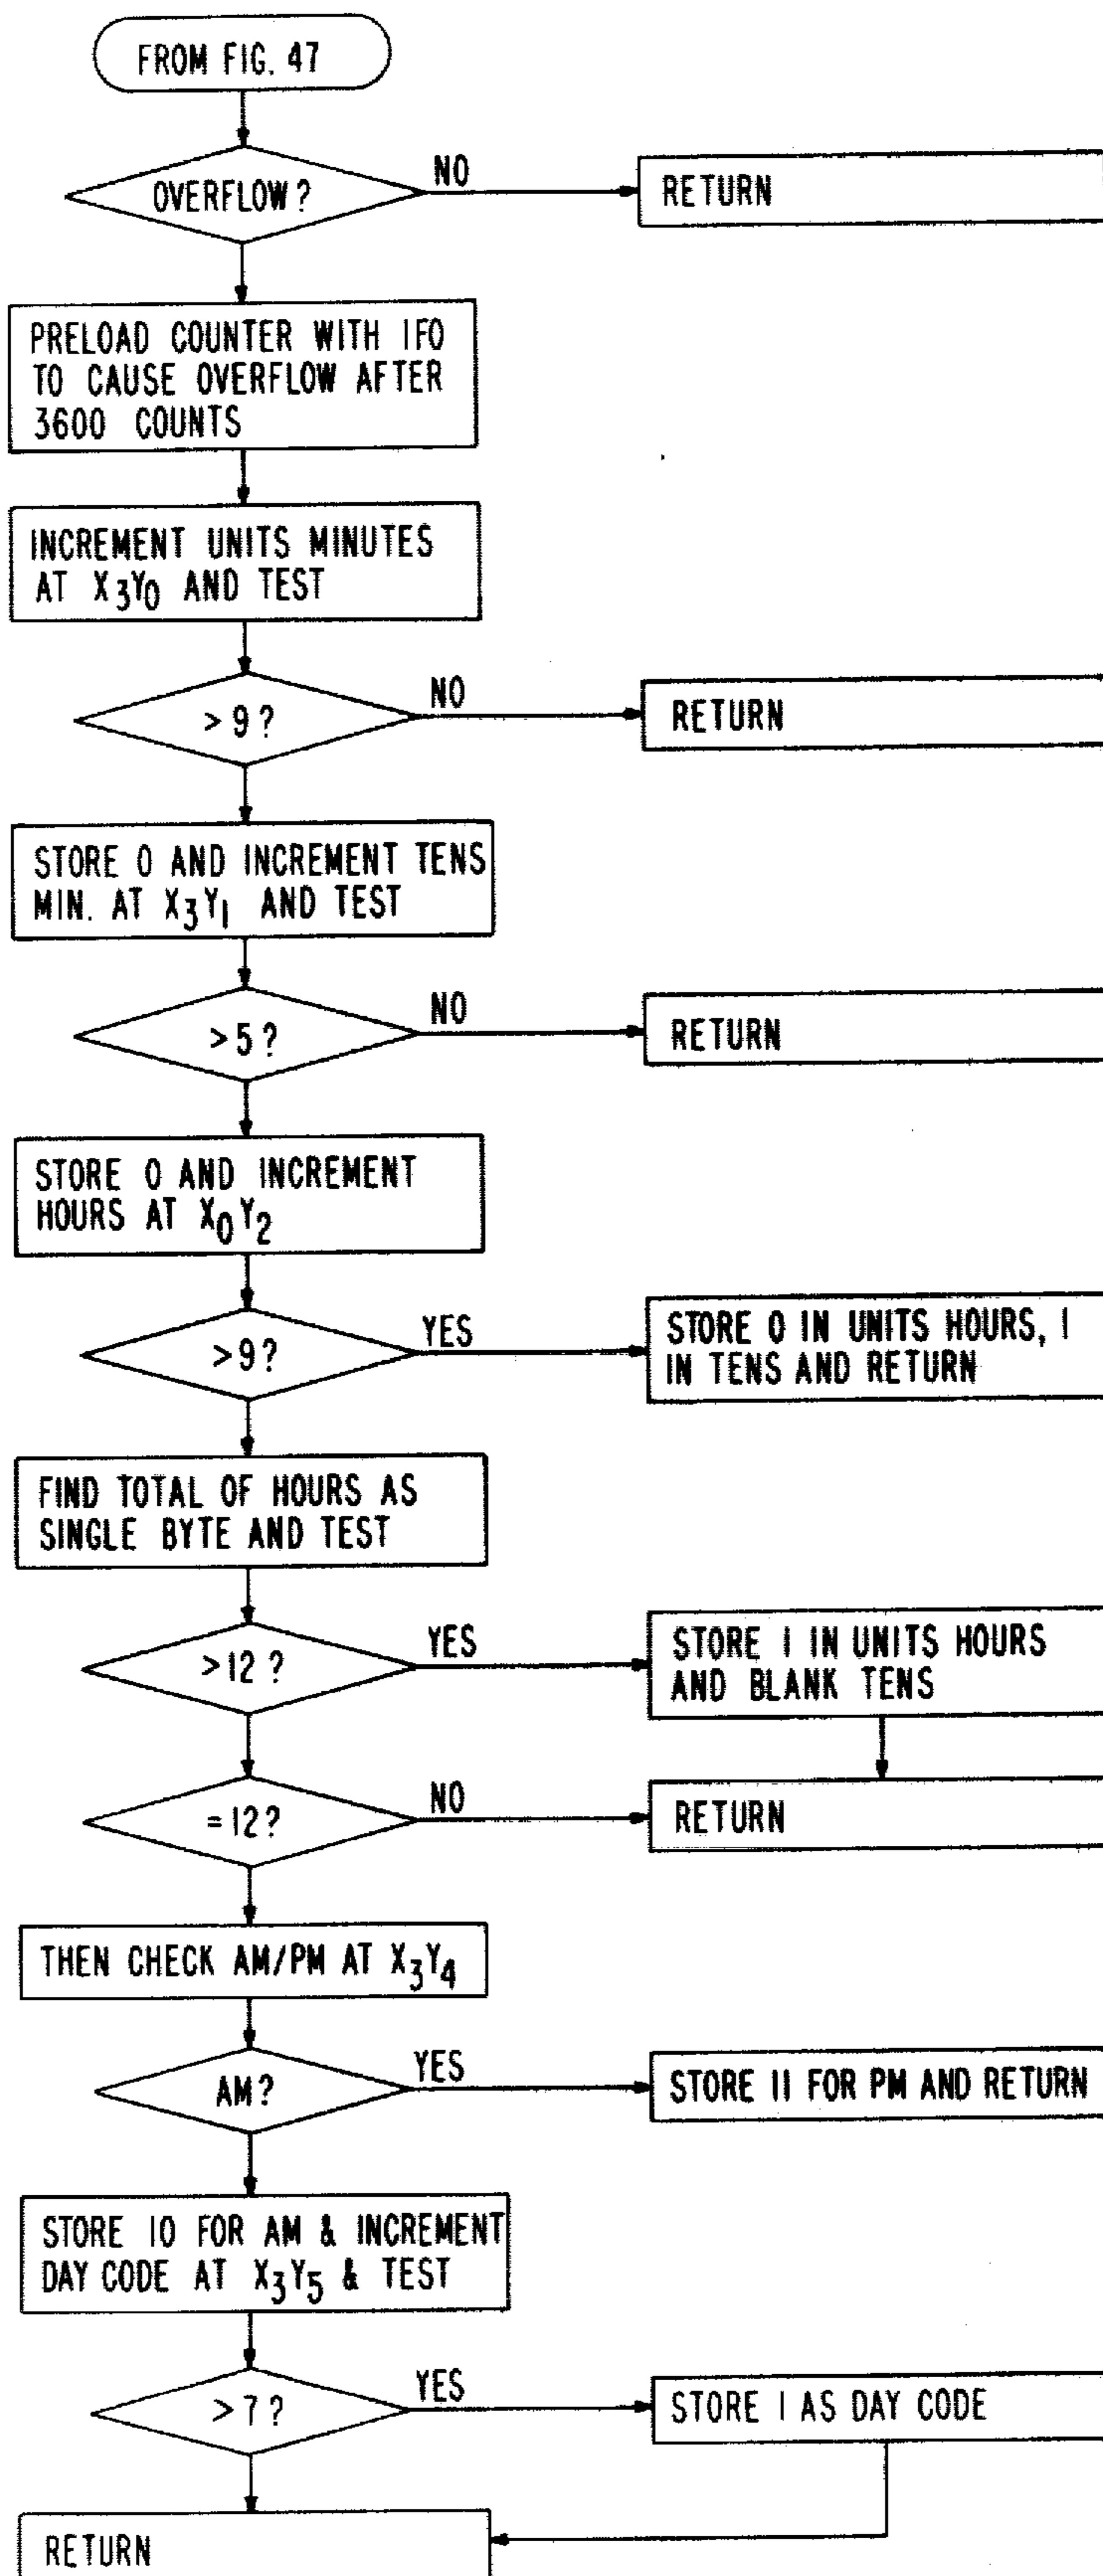 FROM FIG. 47
OVERFLOW?
NO
RETURN
PRELOAD COUNTER WITH 1F0
TO CAUSE OVERFLOW AFTER
3600 COUNTS
INCREMENT UNITS MINUTES
AT X3Y0 AND TEST
>9?
NO
RETURN
STORE 0 AND INCREMENT TENS
MIN. AT X3Y1 AND TEST
>5?
NO
RETURN
STORE 0 AND INCREMENT
HOURS AT X0Y2
>9?
YES
STORE 0 IN UNITS HOURS, 1
IN TENS AND RETURN
FIND TOTAL OF HOURS AS
SINGLE BYTE AND TEST
>12?
YES
STORE 1 IN UNITS HOURS
AND BLANK TENS
=12?
NO
RETURN
THEN CHECK AM/PM AT X3Y4
AM?
YES
STORE 11 FOR PM AND RETURN
STORE 10 FOR AM & INCREMENT
DAY CODE AT X3Y5 & TEST
>7?
YES
STORE 1 AS DAY CODE
RETURN